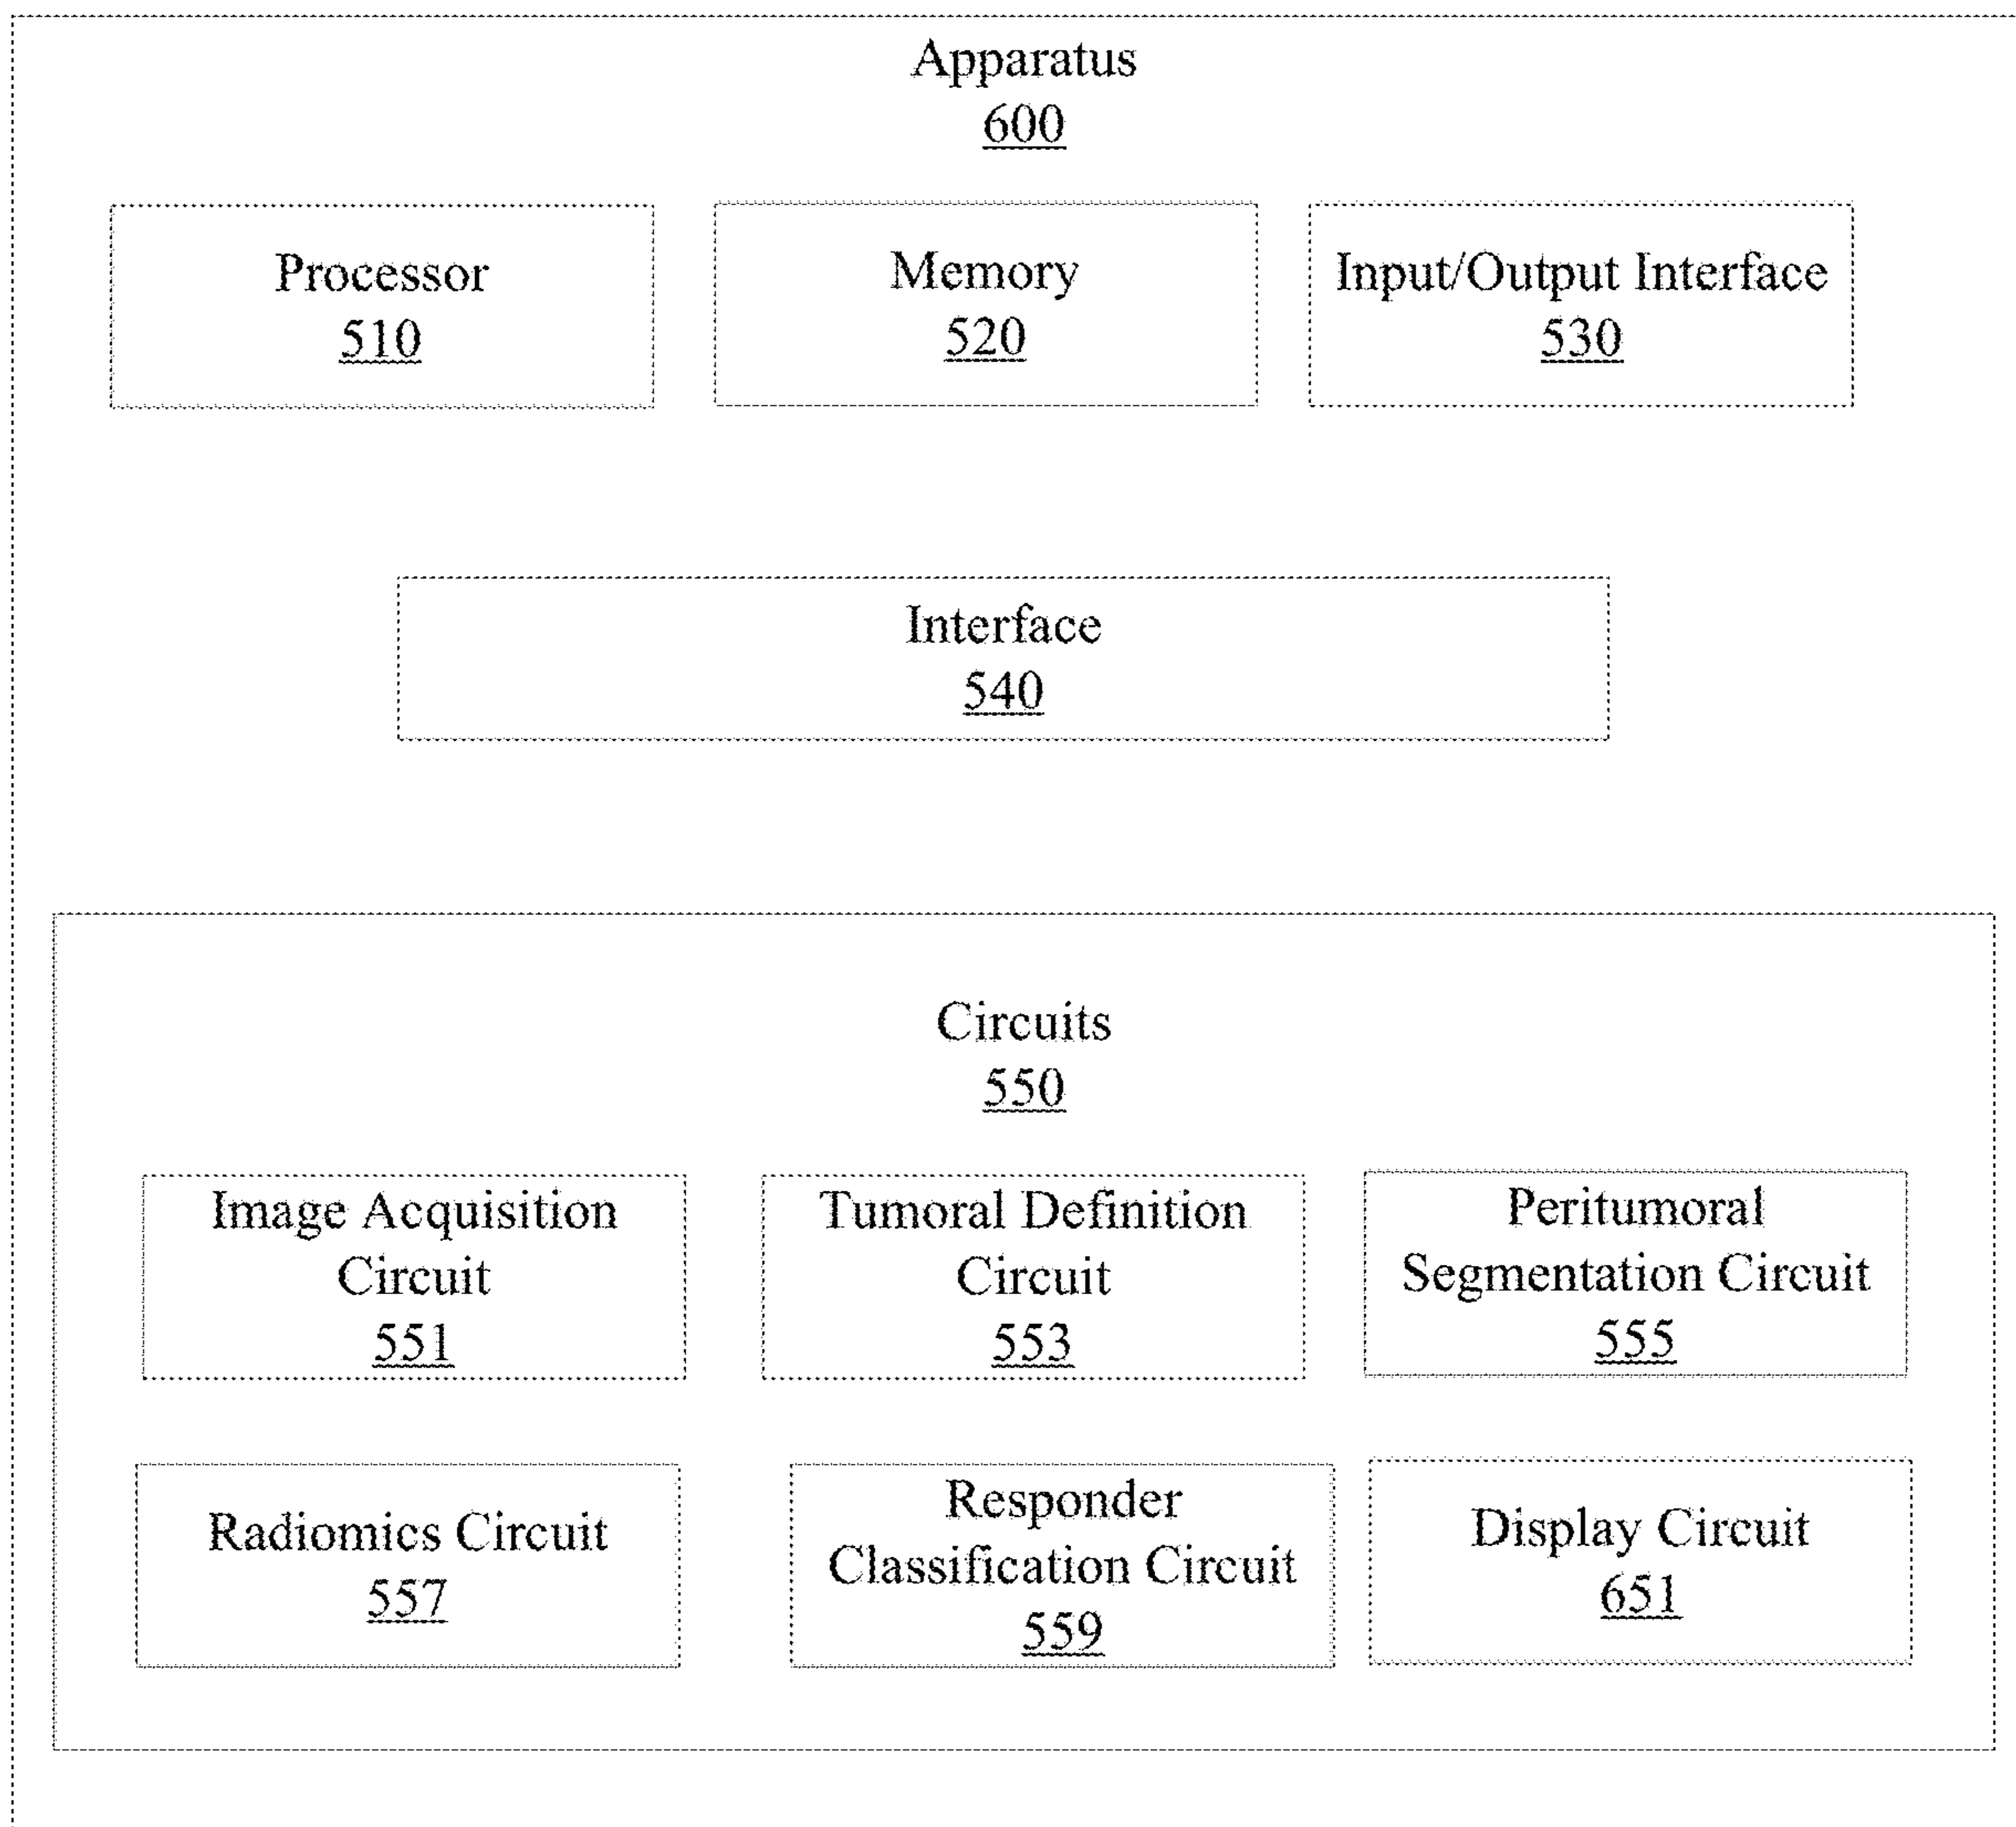 Apparatus
600
Processor
510
Memory
520
Input/Output Interface
530
Interface
540
Circuits
550
Image Acquisition
Circuit
551
Tumoral Definition
Circuit
553
Peritumoral
Segmentation Circuit
555
Radiomics Circuit
557
Responder
Classification Circuit
559
Display Circuit
651